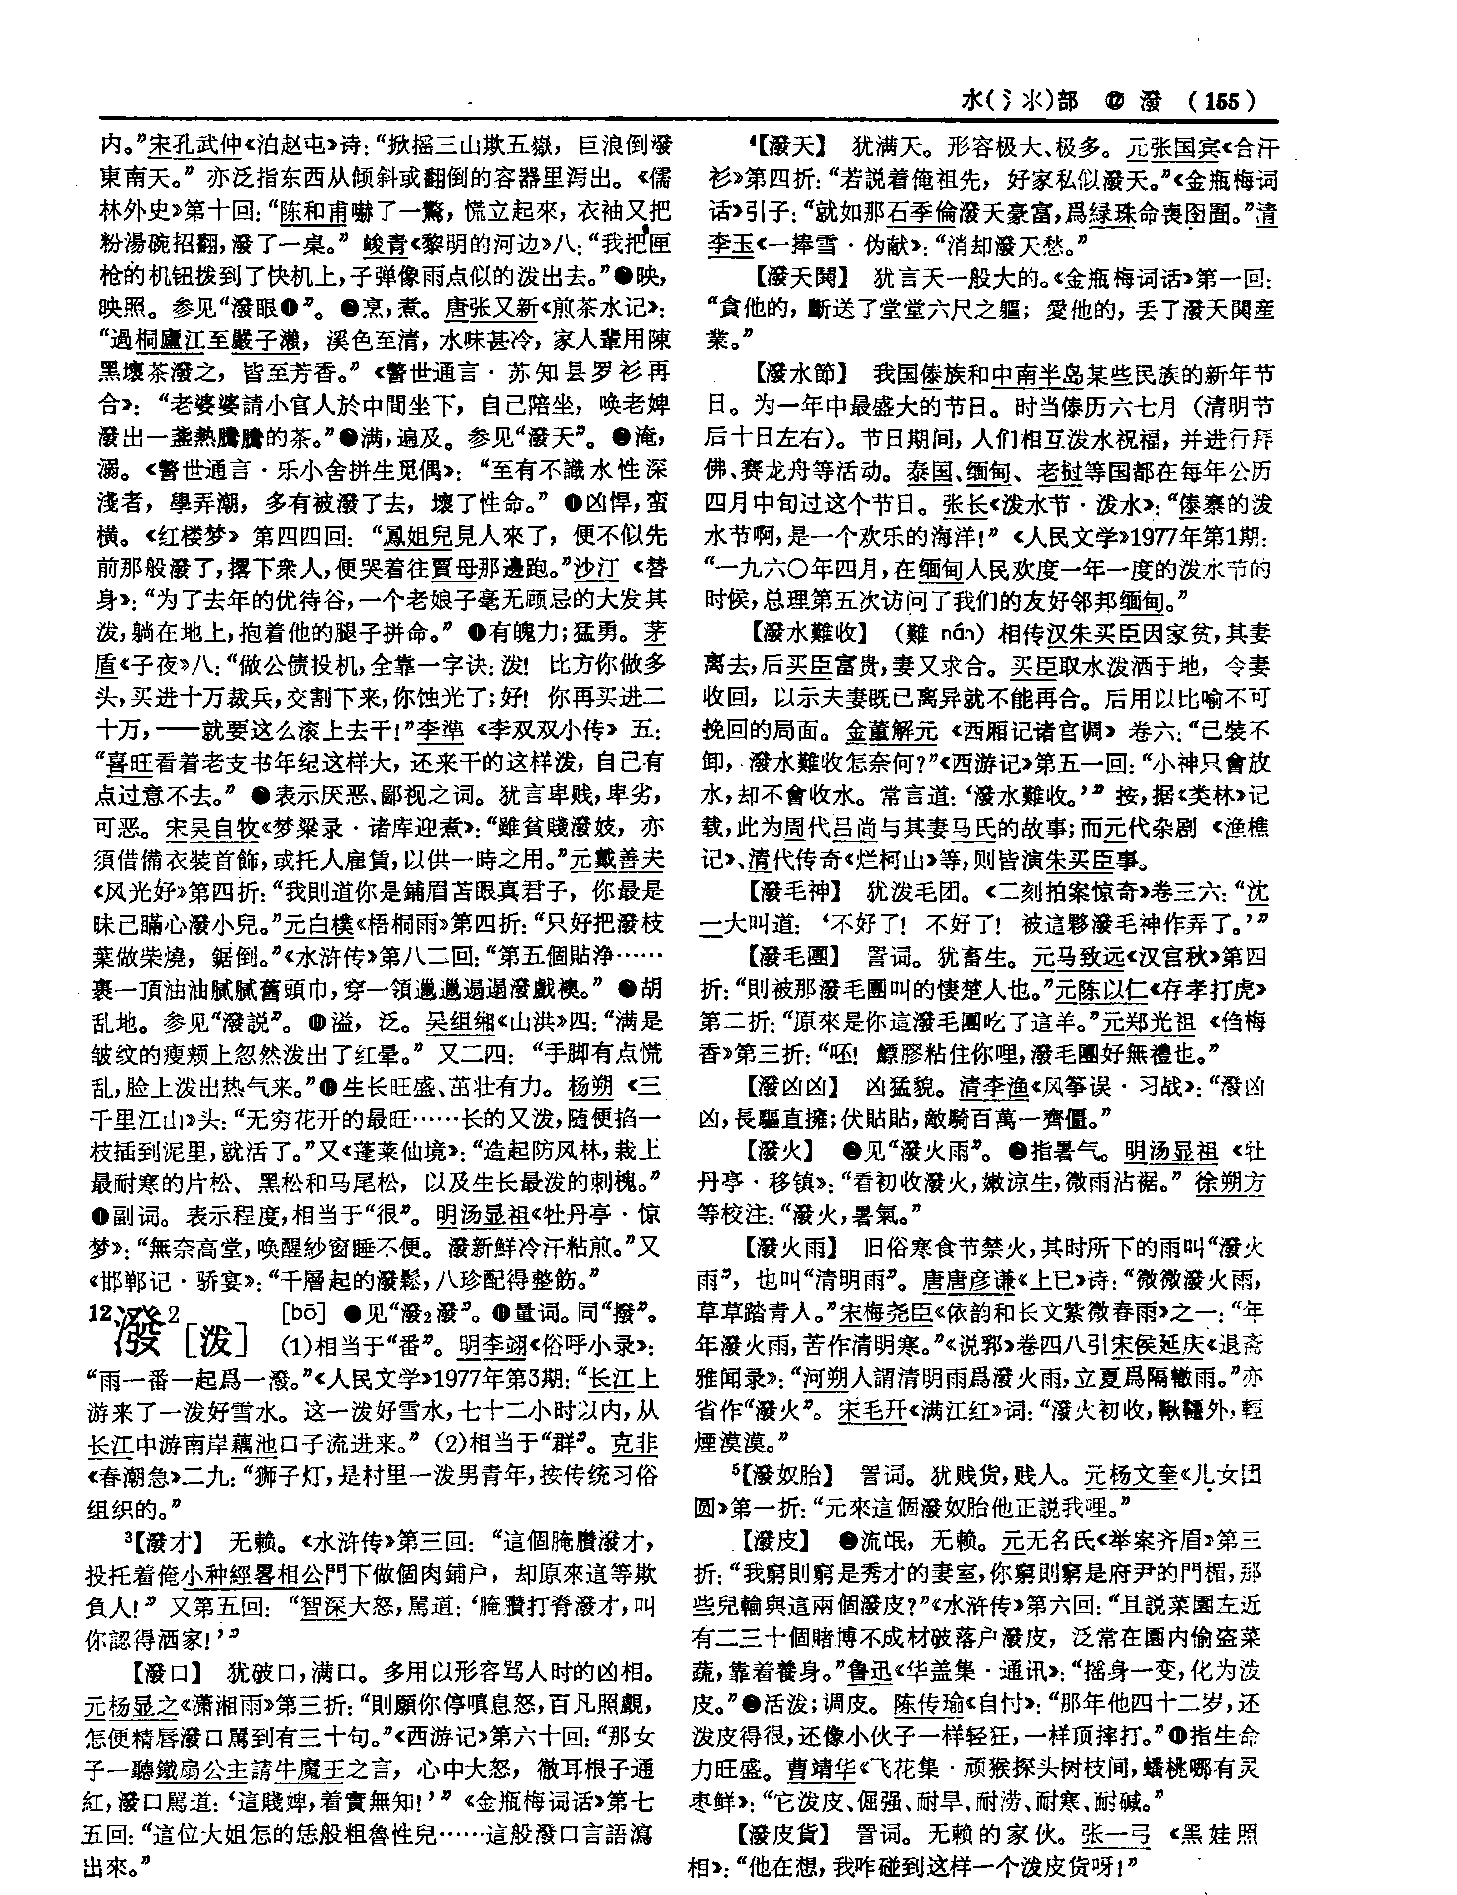 水(氵氺)部 ⑫ 潑 (155)
内。”宋孔武仲《泊赵屯》诗：“掀摇三山欺五嶽，巨浪倒潑
東南天。”亦泛指东西从倾斜或翻倒的容器里泻出。《儒
林外史》第十回：“陈和甫嚇了一驚，慌立起來，衣袖又把
粉湯碗招翻，潑了一桌。”峻青《黎明的河边》八：“我把匣
枪的机钮拨到了快机上，子弹像雨点似的泼出去。”●映，
映照。参见“潑眼❶”。●烹，煮。唐张又新《煎茶水记》：
“過桐廬江至嚴子瀨，溪色至清，水味甚冷，家人輩用陳
黑壞茶潑之，皆至芳香。”《警世通言·苏知县罗衫再
合》：“老婆婆請小官人於中間坐下，自己陪坐，唤老婢
潑出一盞熱騰騰的茶。”●满，遍及。参见“潑天”。●淹，
溺。《警世通言·乐小舍拼生觅偶》：“至有不識水性深
淺者，學弄潮，多有被潑了去，壞了性命。”●凶悍，蛮
横。《红楼梦》第四四回：“鳳姐兒見人來了，便不似先
前那般潑了，撂下衆人，便哭着往賈母那邊跑。”沙汀《替
身》：“为了去年的优待谷，一个老娘子毫无顾忌的大发其
泼，躺在地上，抱着他的腿子拼命。”●有魄力；猛勇。茅
盾《子夜》八：“做公债投机，全靠一字诀：泼！比方你做多
头，买进十万裁兵，交割下来，你蚀光了；好！你再买进二
十万，——就要这么滚上去干！”李準《李双双小传》五：
“喜旺看着老支书年纪这样大，还来干的这样泼，自己有
点过意不去。”●表示厌恶、鄙视之词。犹言卑贱，卑劣，
可恶。宋吴自牧《梦粱录·诸库迎煮》：“雖貧賤潑妓，亦
須借備衣裝首飾，或托人雇賃，以供一時之用。”元戴善夫
《风光好》第四折：“我則道你是鋪眉苫眼真君子，你最是
昧己瞞心潑小兒。”元白樸《梧桐雨》第四折：“只好把潑枝
葉做柴燒，鋸倒。”《水浒传》第八二回：“第五個貼净……
裹一頂油油膩膩舊頭巾，穿一領邋邋遢遢潑戲襖。”●胡
乱地。参见“潑説”。●溢，泛。吴组缃《山洪》四：“满是
皱纹的瘦颊上忽然泼出了红晕。”又二四：“手脚有点慌
乱，脸上泼出热气来。”●生长旺盛、茁壮有力。杨朔《三
千里江山》头：“无穷花开的最旺……长的又泼，随便掐一
枝插到泥里，就活了。”又《蓬莱仙境》：“造起防风林，栽上
最耐寒的片松、黑松和马尾松，以及生长最泼的刺槐。”
●副词。表示程度，相当于“很”。明汤显祖《牡丹亭·惊
梦》：“無奈高堂，唤醒紗窗睡不便。潑新鮮冷汗粘煎。”又
《邯郸记·骄宴》：“千層起的潑鬆，八珍配得整飭。”
12潑2［泼］ [bō] ●见“潑₂潑”。●量词。同“撥”。
(1)相当于“番”。明李翊《俗呼小录》：
“雨一番一起爲一潑。”《人民文学》1977年第3期：“长江上
游来了一泼好雪水。这一泼好雪水，七十二小时以内，从
长江中游南岸藕池口子流进来。”(2)相当于“群”。克非
《春潮急》二九：“狮子灯，是村里一泼男青年，按传统习俗
组织的。”
3【潑才】 无赖。《水浒传》第三回：“這個腌臢潑才，
投托着俺小种經畧相公門下做個肉鋪户，却原來這等欺
負人！”又第五回：“智深大怒，駡道：‘腌臢打脊潑才，叫
你認得洒家！’”
【潑口】 犹破口，满口。多用以形容骂人时的凶相。
元杨显之《潇湘雨》第三折：“則願你停嗔息怒，百凡照覷，
怎便精唇潑口駡到有三十句。”《西游记》第六十回：“那女
子一聽鐵扇公主請牛魔王之言，心中大怒，徹耳根子通
紅，潑口駡道：‘這賤婢，着實無知！’”《金瓶梅词话》第七
五回：“這位大姐怎的恁般粗魯性兒……這般潑口言語瀉
出來。”
4【潑天】 犹满天。形容极大、极多。元张国宾《合汗
衫》第四折：“若説着俺祖先，好家私似潑天。”《金瓶梅词
话》引子：“就如那石季倫潑天豪富，爲緑珠命喪囹圄。”清
李玉《一捧雪·伪献》：“消却潑天愁。”
【潑天鬨】 犹言天一般大的。《金瓶梅词话》第一回：
“貪他的，斷送了堂堂六尺之軀；愛他的，丢了潑天鬨産
業。”
【潑水節】 我国傣族和中南半岛某些民族的新年节
日。为一年中最盛大的节日。时当傣历六七月（清明节
后十日左右）。节日期间，人们相互泼水祝福，并进行拜
佛、赛龙舟等活动。泰国、缅甸、老挝等国都在每年公历
四月中旬过这个节日。张长《泼水节·泼水》：“傣寨的泼
水节啊，是一个欢乐的海洋！”《人民文学》1977年第1期：
“一九六〇年四月，在缅甸人民欢度一年一度的泼水节的
时候，总理第五次访问了我们的友好邻邦缅甸。”
【潑水難收】 （難 nán）相传汉朱买臣因家贫，其妻
离去，后买臣富贵，妻又求合。买臣取水泼洒于地，令妻
收回，以示夫妻既已离异就不能再合。后用以比喻不可
挽回的局面。金董解元《西厢记诸宫调》卷六：“已裝不
卸，潑水難收怎奈何？”《西游记》第五一回：“小神只會放
水，却不會收水。常言道：‘潑水難收。’”按，据《类林》记
载，此为周代吕尚与其妻马氏的故事；而元代杂剧《渔樵
记》、清代传奇《烂柯山》等，则皆演朱买臣事。
【潑毛神】 犹泼毛团。《二刻拍案惊奇》卷三六：“沈
一大叫道：‘不好了！不好了！被這夥潑毛神作弄了。’”
【潑毛團】 詈词。犹畜生。元马致远《汉宫秋》第四
折：“則被那潑毛團叫的悽楚人也。”元陈以仁《存孝打虎》
第二折：“原來是你這潑毛團吃了這羊。”元郑光祖《㑇梅
香》第三折：“呸！鰾膠粘住你哩，潑毛團好無禮也。”
【潑凶凶】 凶猛貌。清李渔《风筝误·习战》：“潑凶
凶，長驅直擁；伏貼貼，敵騎百萬一齊僵。”
【潑火】 ●见“潑火雨”。●指暑气。明汤显祖《牡
丹亭·移镇》：“看初收潑火，嫩凉生，微雨沾裾。”徐朔方
等校注：“潑火，暑氣。”
【潑火雨】 旧俗寒食节禁火，其时所下的雨叫“潑火
雨”，也叫“清明雨”。唐唐彦谦《上巳》诗：“微微潑火雨，
草草踏青人。”宋梅尧臣《依韵和长文紫微春雨》之一：“年
年潑火雨，苦作清明寒。”《说郛》卷四八引宋侯延庆《退斋
雅闻录》：“河朔人謂清明雨爲潑火雨，立夏爲隔轍雨。”亦
省作“潑火”。宋毛幵《满江红》词：“潑火初收，鞦韆外，輕
煙漠漠。”
5【潑奴胎】 詈词。犹贱货，贱人。元杨文奎《儿女团
圆》第一折：“元來這個潑奴胎他正説我哩。”
【潑皮】 ●流氓，无赖。元无名氏《举案齐眉》第三
折：“我窮則窮是秀才的妻室，你窮則窮是府尹的門楣，那
些兒輸與這兩個潑皮？”《水浒传》第六回：“且説菜園左近
有二三十個賭博不成材破落户潑皮，泛常在園内偷盗菜
蔬，靠着養身。”鲁迅《华盖集·通讯》：“摇身一变，化为泼
皮。”●活泼；调皮。陈传瑜《自忖》：“那年他四十二岁，还
泼皮得很，还像小伙子一样轻狂，一样顶摔打。”●指生命
力旺盛。曹靖华《飞花集·顽猴探头树枝间，蟠桃哪有灵
枣鲜》：“它泼皮、倔强、耐旱、耐涝、耐寒、耐碱。”
【潑皮貨】 詈词。无赖的家伙。张一弓《黑娃照
相》：“他在想，我咋碰到这样一个泼皮货呀！”